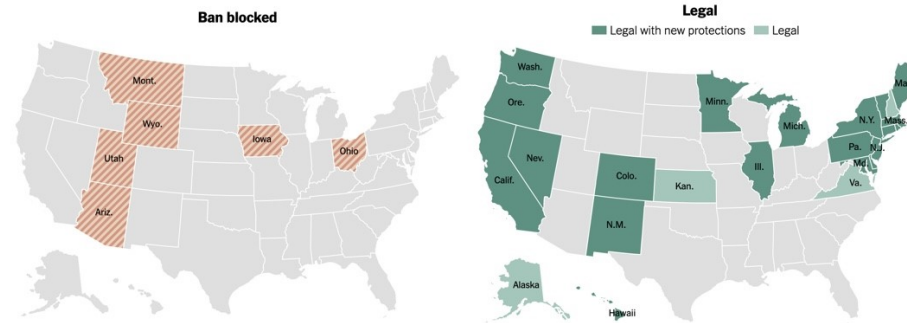 Ban blocked
Mont.
Wyo.
Iowa
Utah
Ohio
Ariz.
Legal
Legal with new protections Legal
Wash.
Ore.
Minn.
Mich.
N.Y.
Mass.
Nev.
Calif.
Colo.
Kan.
Ill.
Pa.
N.J.
Md.
Va.
N.M.
Alaska
Hawaii